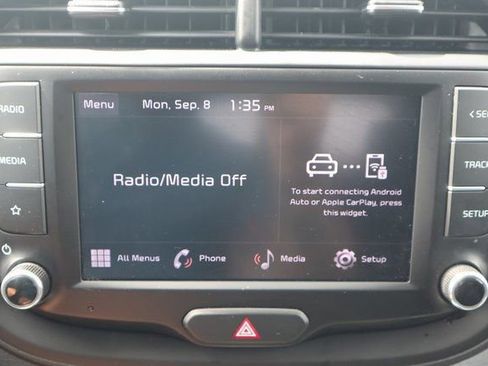 RADIO
MEDIA
Menu Mon, Sep. 8 1:35 PM
Radio/Media Off
To start connecting Android
Auto or Apple CarPlay, press
this widget.
All Menus Phone Media Setup
< SE
TRACK
SETUP